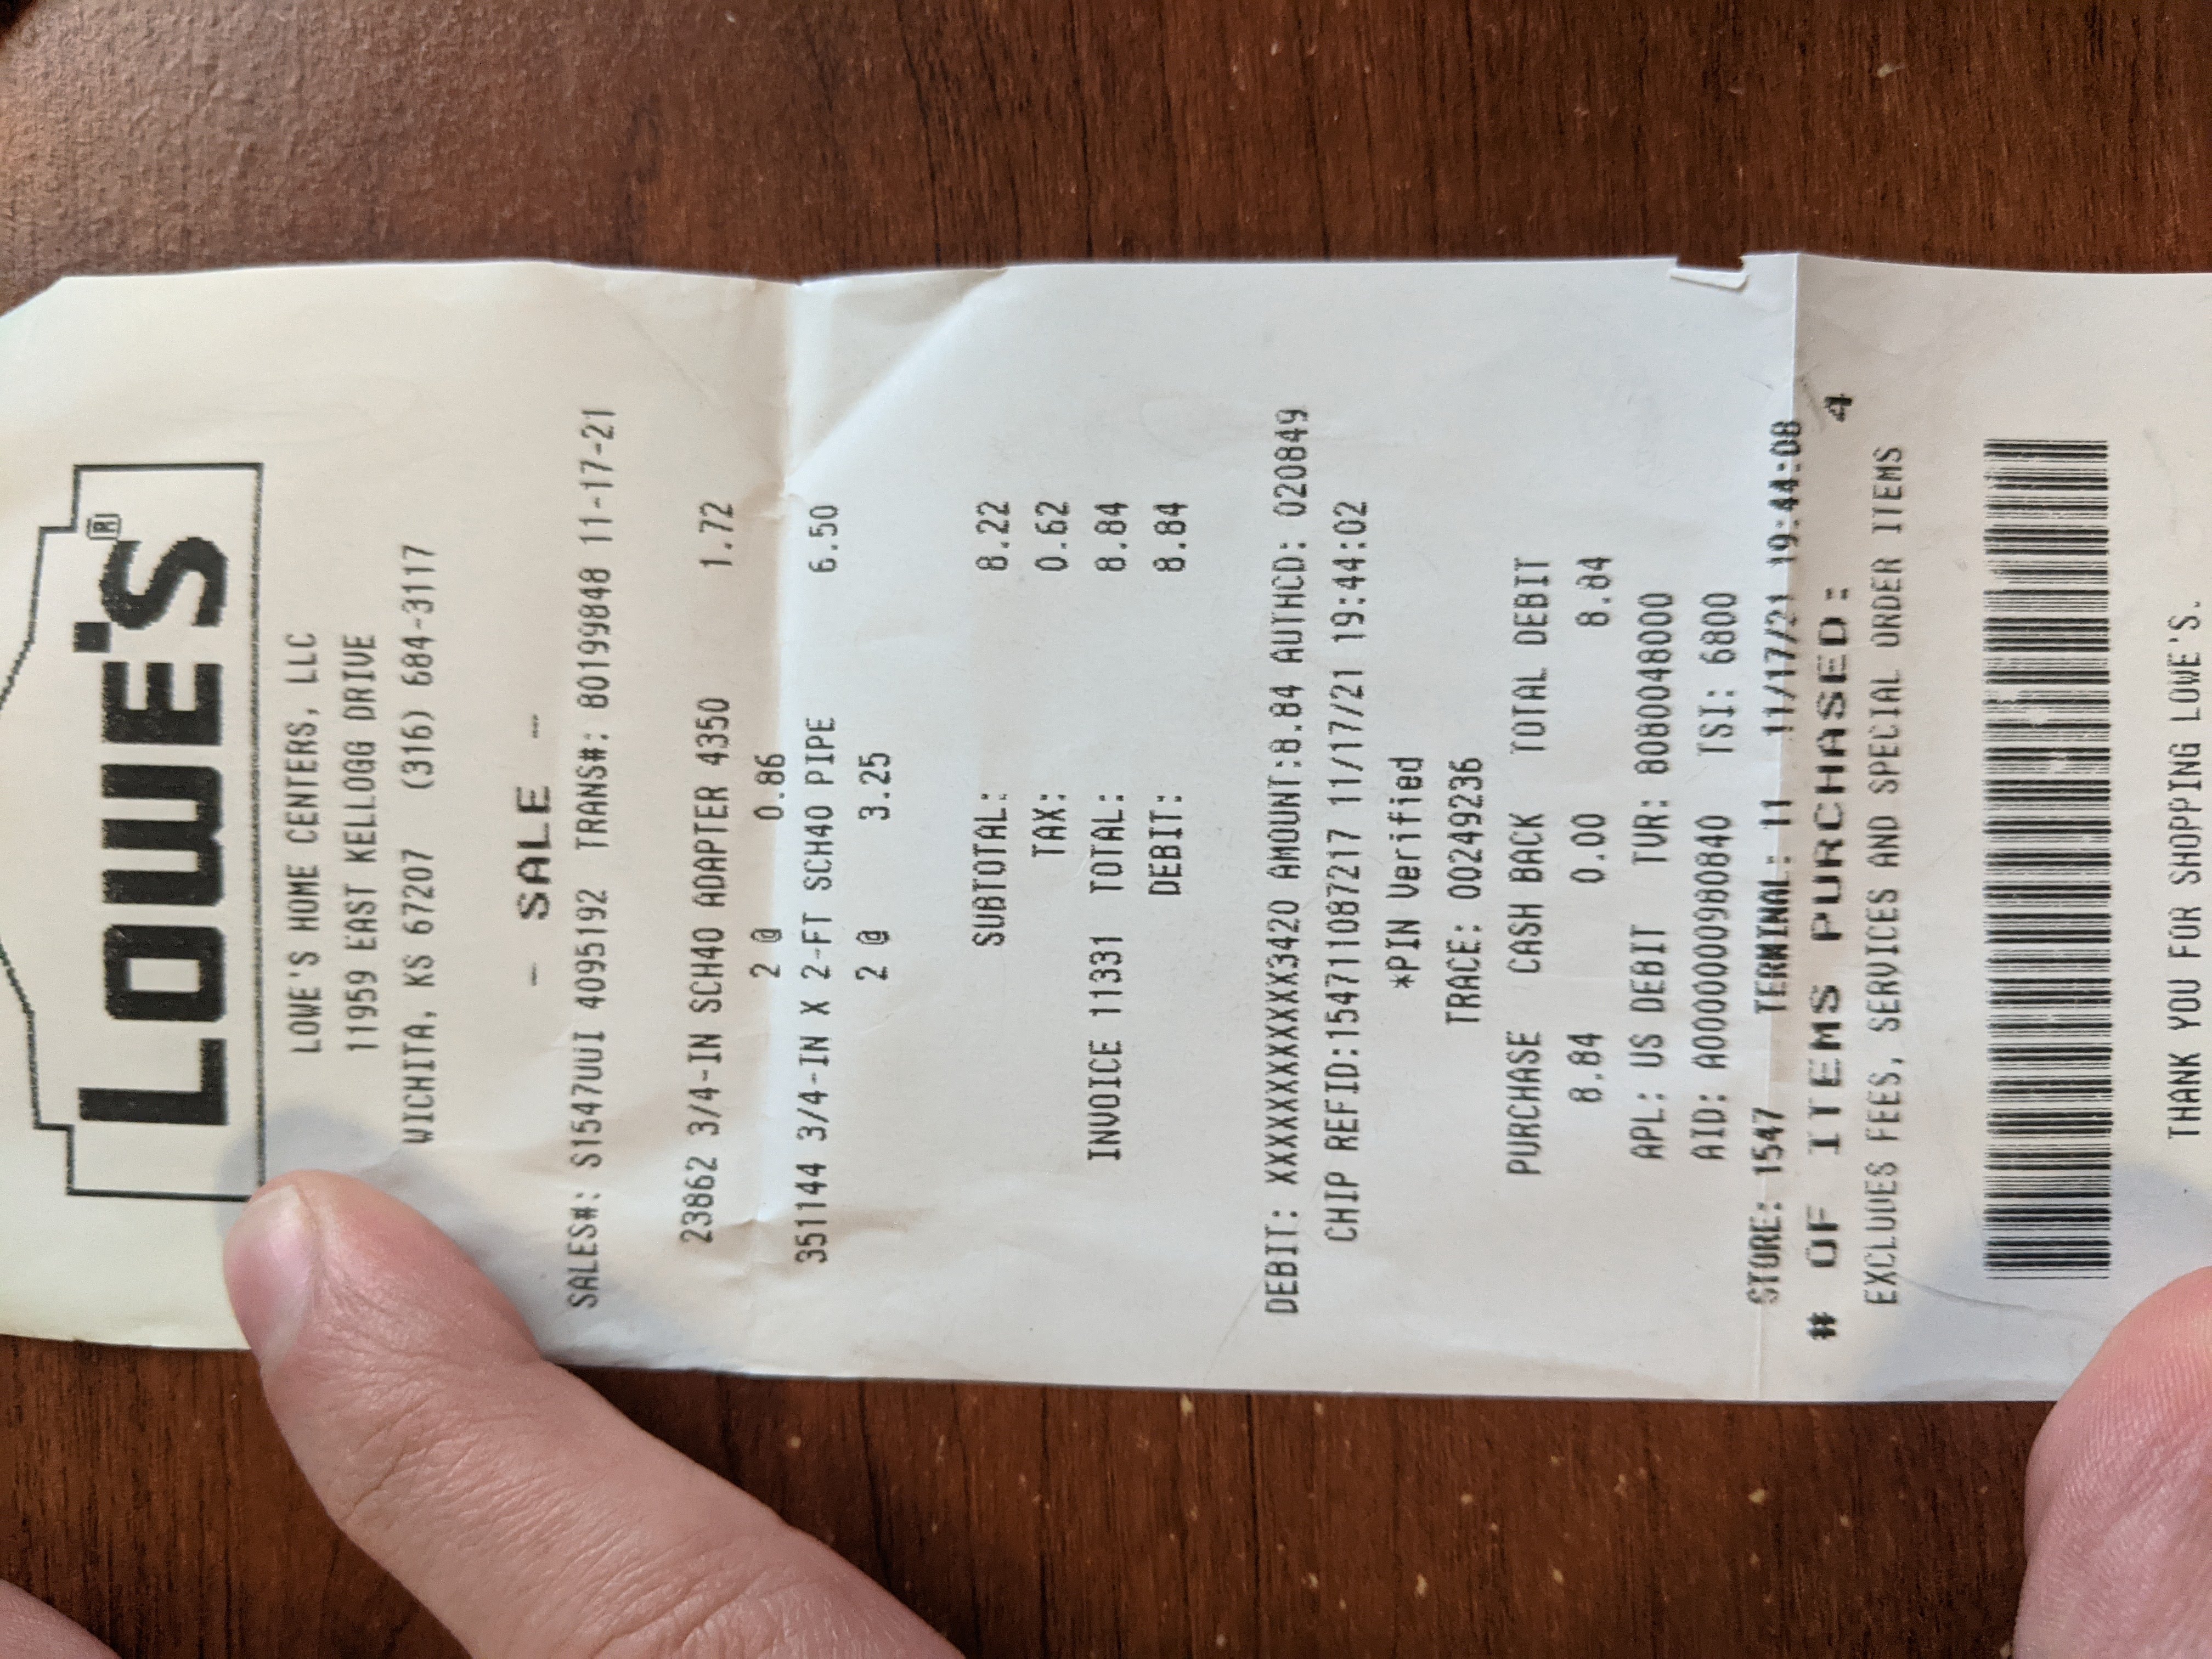 LOWE'S®
LOWE'S HOME CENTERS, LLC
11959 EAST KELLOGG DRIVE
WICHITA, KS 67207 (316) 684-3117
- SALE -
SALES#: S1547UUI 4095192 TRANS#: 80199848 11-17-21
23862 3/4-IN SCH40 ADAPTER 4350 1.72
2 @ 0.86
351144 3/4-IN X 2-FT SCH40 PIPE 6.50
2 @ 3.25
SUBTOTAL: 8.22
TAX: 0.62
INVOICE 11331 TOTAL: 8.84
DEBIT: 8.84
DEBIT: XXXXXXXXXXXX3420 AMOUNT:8.84 AUTHCD: 020849
CHIP REFID:154711087217 11/17/21 19:44:02
*PIN Verified
TRACE: 00249236
PURCHASE CASH BACK TOTAL DEBIT
8.84 0.00 8.84
APL: US DEBIT TVR: 8080048000
AID: A0000000980840 TSI: 6800
STORE: 1547 TERMINAL: 11 11/17/21 19:44:08
# OF ITEMS PURCHASED: 4
EXCLUDES FEES, SERVICES AND SPECIAL ORDER ITEMS
THANK YOU FOR SHOPPING LOWE'S.